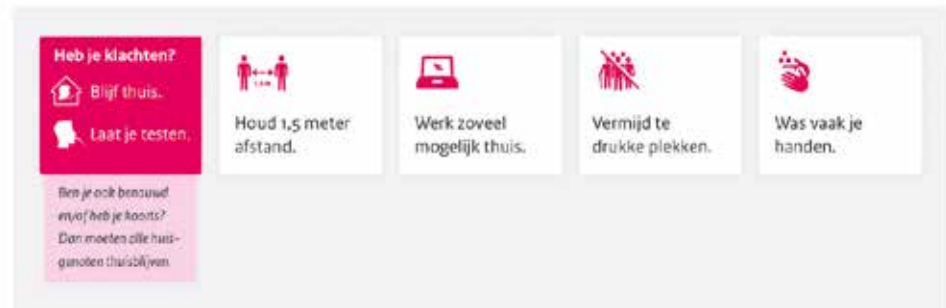 Heb je klachten?
Blijf thuis.
Laat je testen.
Ben je ook benauwd
en/of heb je koorts?
Dan moeten alle huis-
genoten thuisblijven.
Houd 1,5 meter
afstand.
Werk zoveel
mogelijk thuis.
Vermijd te
drukke plekken.
Was vaak je
handen.